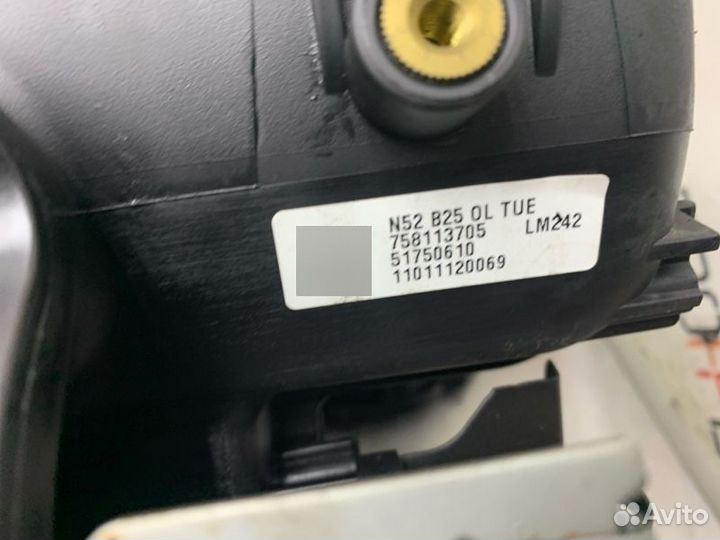 N52 B25 OL TUE
758113705 LM242
51750610
11011120069
Avito